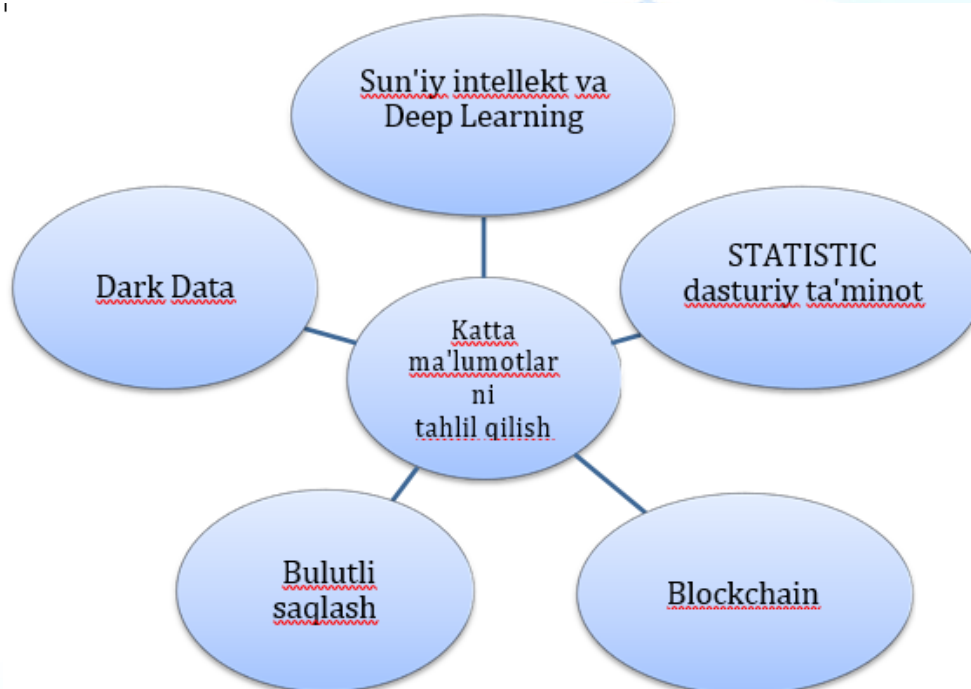 Sun'iy intellekt va
Deep Learning
Dark Data
STATISTIC
dasturiy ta'minot
Katta
ma'lumotlar
ni
tahlil qilish
Bulutli
saqlash
Blockchain